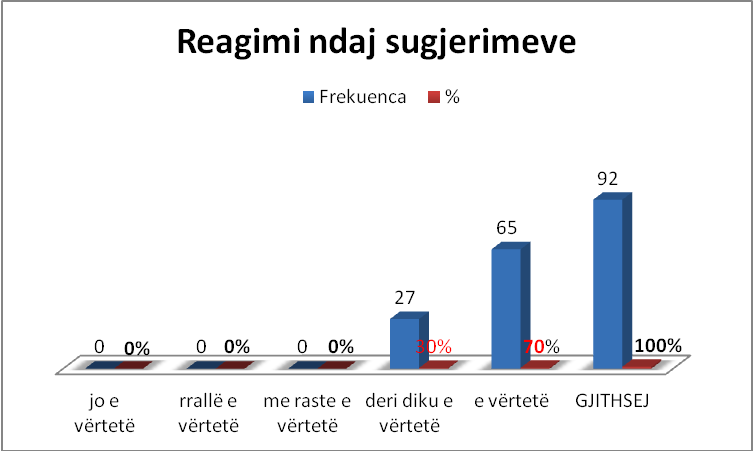 Reagimi ndaj sugjerimeve
Frekuenca %
92
65
27
0 0% 0 0% 0 0% 30% 70% 100%
jo e vërtetë
rrallë e vërtetë
me raste e vërtetë
deri diku e vërtetë
e vërtetë
GJITHSEJ